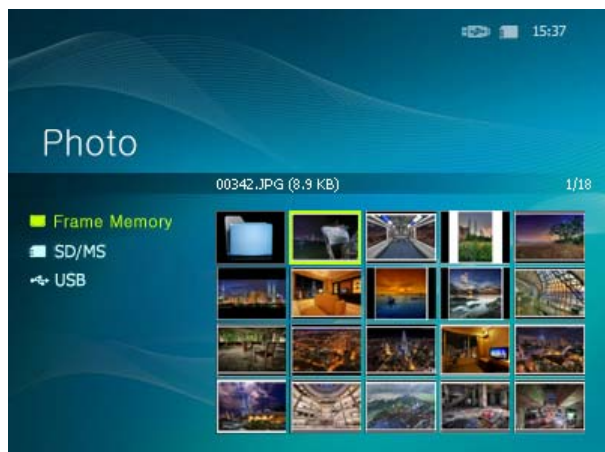 15:37
Photo
00342.JPG (8.9 KB) 1/18
Frame Memory
SD/MS
USB